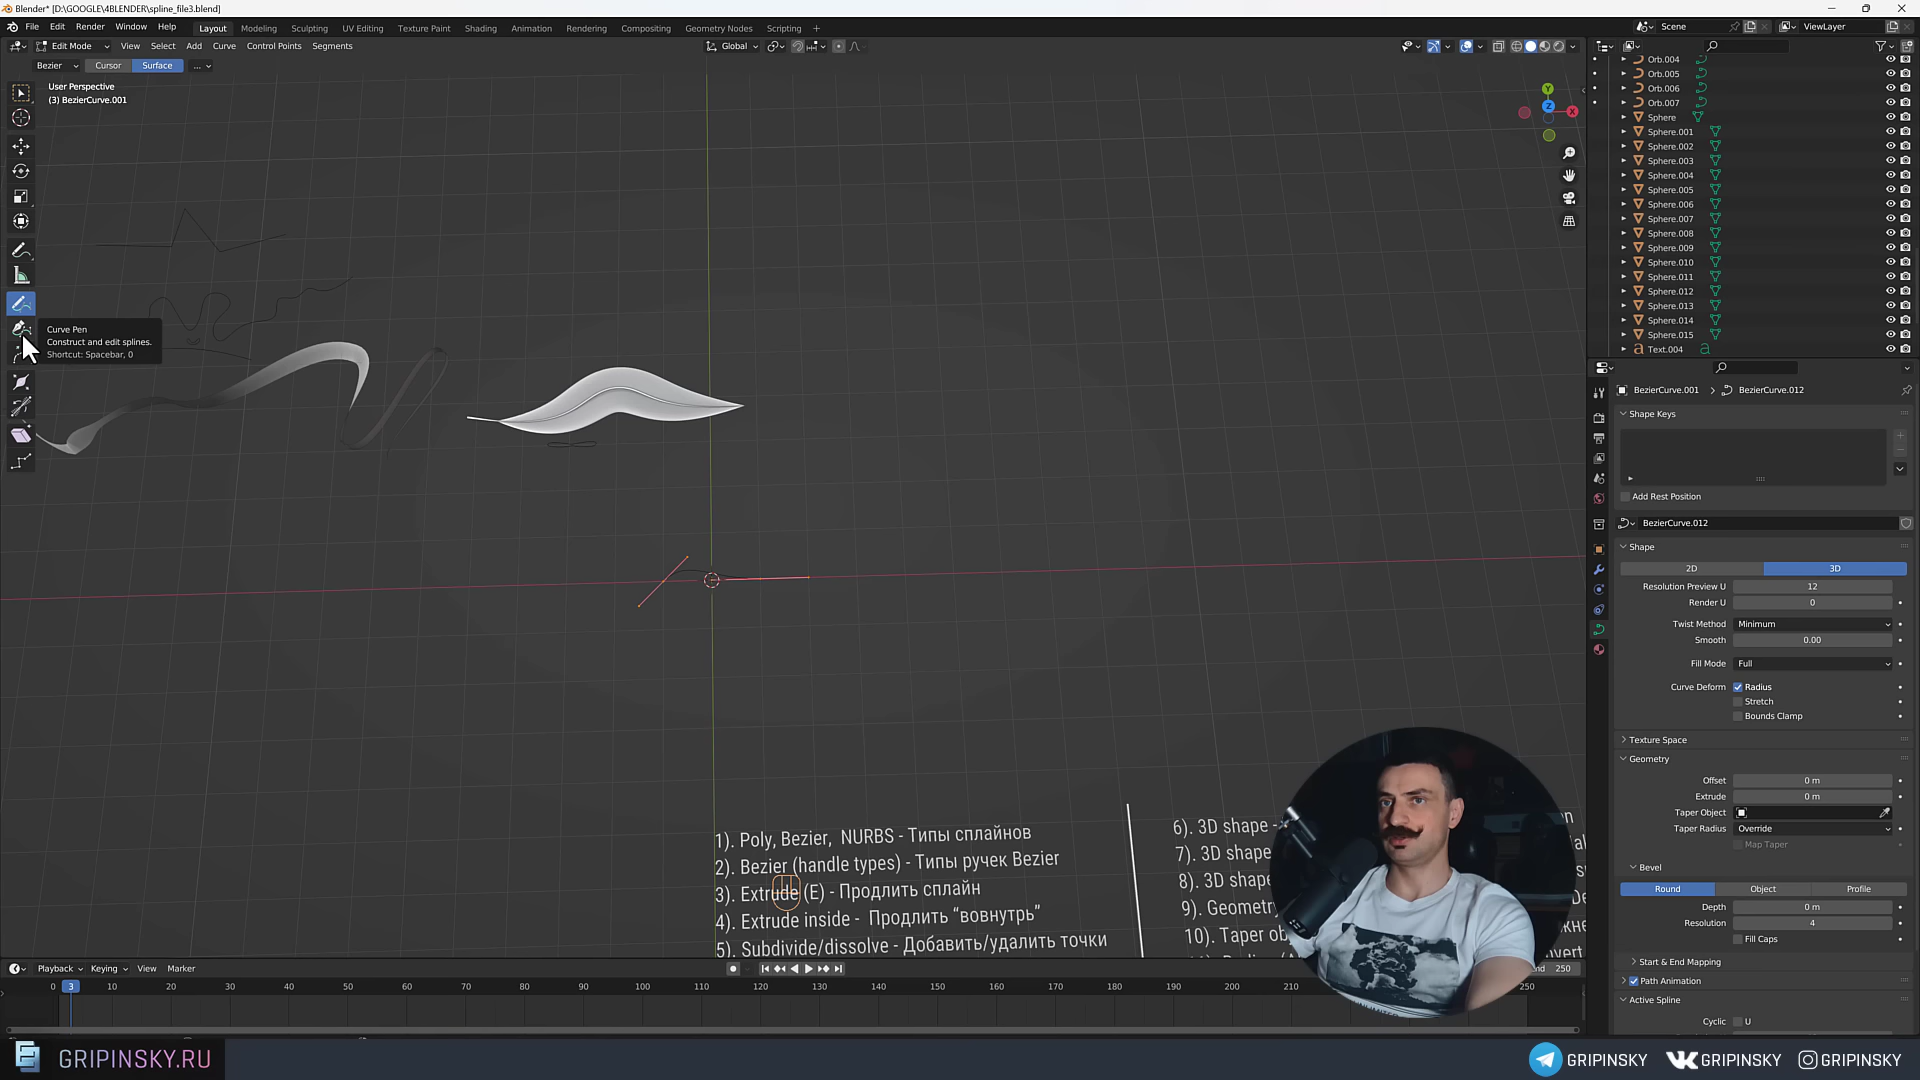 Blender* [D:\GOOGLE\4BLENDER\spline_file3.blend]
File Edit Render Window Help Layout Modeling Sculpting UV Editing Texture Paint Shading Animation Rendering Compositing Geometry Nodes Scripting + Scene ViewLayer
Edit Mode View Select Add Curve Control Points Segments Global
Bezier Cursor Surface ...
User Perspective
(3) BezierCurve.001
Y
Z
X
Curve Pen
Construct and edit splines.
Shortcut: Spacebar, 0
1). Poly, Bezier, NURBS - Типы сплайнов
2). Bezier (handle types) - Типы ручек Bezier
3). Extrude (E) - Продлить сплайн
4). Extrude inside - Продлить “вовнутрь”
5). Subdivide/dissolve - Добавить/удалить точки
6). 3D shape -
7). 3D shape
8). 3D shape
9). Geometry
10). Taper ob
Orb.004
Orb.005
Orb.006
Orb.007
Sphere
Sphere.001
Sphere.002
Sphere.003
Sphere.004
Sphere.005
Sphere.006
Sphere.007
Sphere.008
Sphere.009
Sphere.010
Sphere.011
Sphere.012
Sphere.013
Sphere.014
Sphere.015
Text.004
BezierCurve.001 > BezierCurve.012
Shape Keys
Add Rest Position
BezierCurve.012
Shape
2D 3D
Resolution Preview U 12
Render U 0
Twist Method Minimum
Smooth 0.00
Fill Mode Full
Curve Deform Radius
Stretch
Bounds Clamp
Texture Space
Geometry
Offset 0 m
Extrude 0 m
Taper Object
Taper Radius Override
Map Taper
Bevel
Round Object Profile
Depth 0 m
Resolution 4
Fill Caps
Start & End Mapping
Path Animation
Active Spline
Cyclic U
Playback Keying View Marker 250
0 3 10 20 30 40 50 60 70 80 90 100 110 120 130 140 150 160 170 180 190 200 210 250
GRIPINSKY.RU GRIPINSKY GRIPINSKY GRIPINSKY